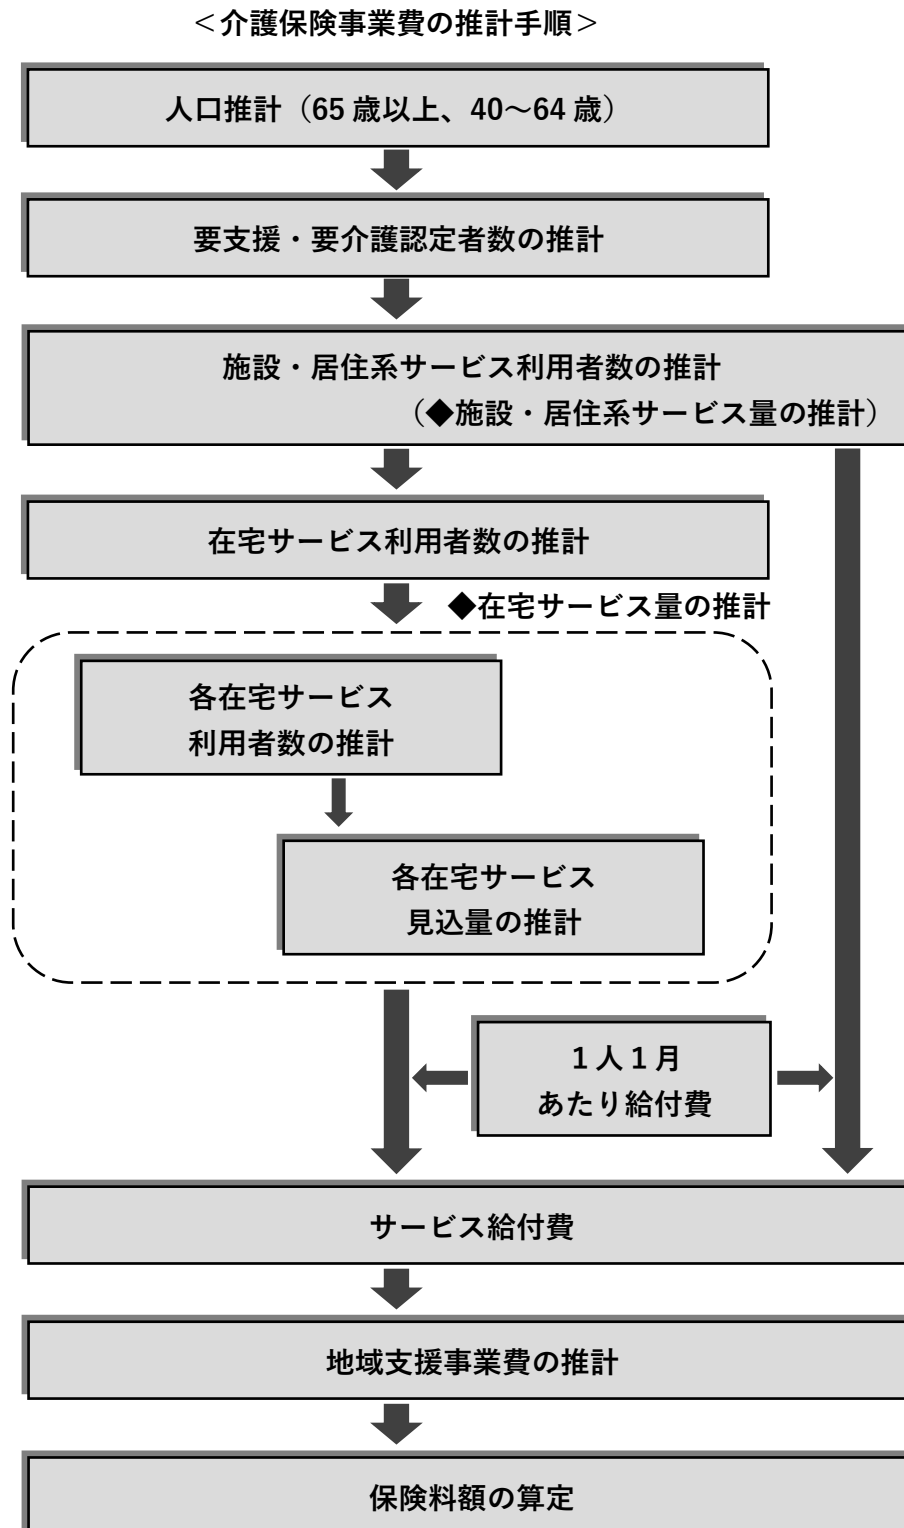 ＜介護保険事業費の推計手順＞
人口推計（65 歳以上、40～64 歳）
要支援・要介護認定者数の推計
施設・居住系サービス利用者数の推計
（◆施設・居住系サービス量の推計）
在宅サービス利用者数の推計
◆在宅サービス量の推計
各在宅サービス
利用者数の推計
各在宅サービス
見込量の推計
１人１月
あたり給付費
サービス給付費
地域支援事業費の推計
保険料額の算定